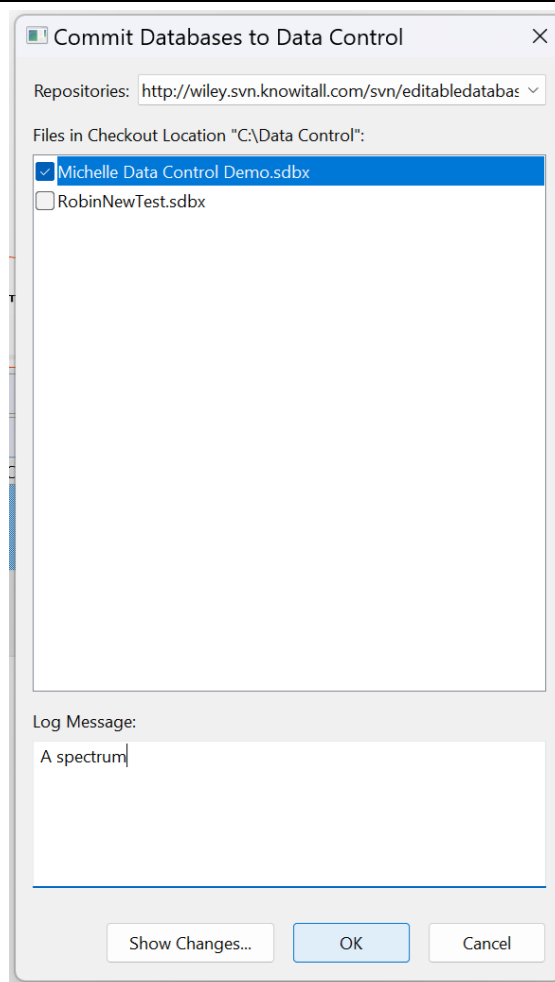 Commit Databases to Data Control
Repositories: http://wiley.svn.knowitall.com/svn/editabledatabas
Files in Checkout Location "C:\Data Control":
Michelle Data Control Demo.sdbx
RobinNewTest.sdbx
Log Message:
A spectrum
Show Changes... OK Cancel